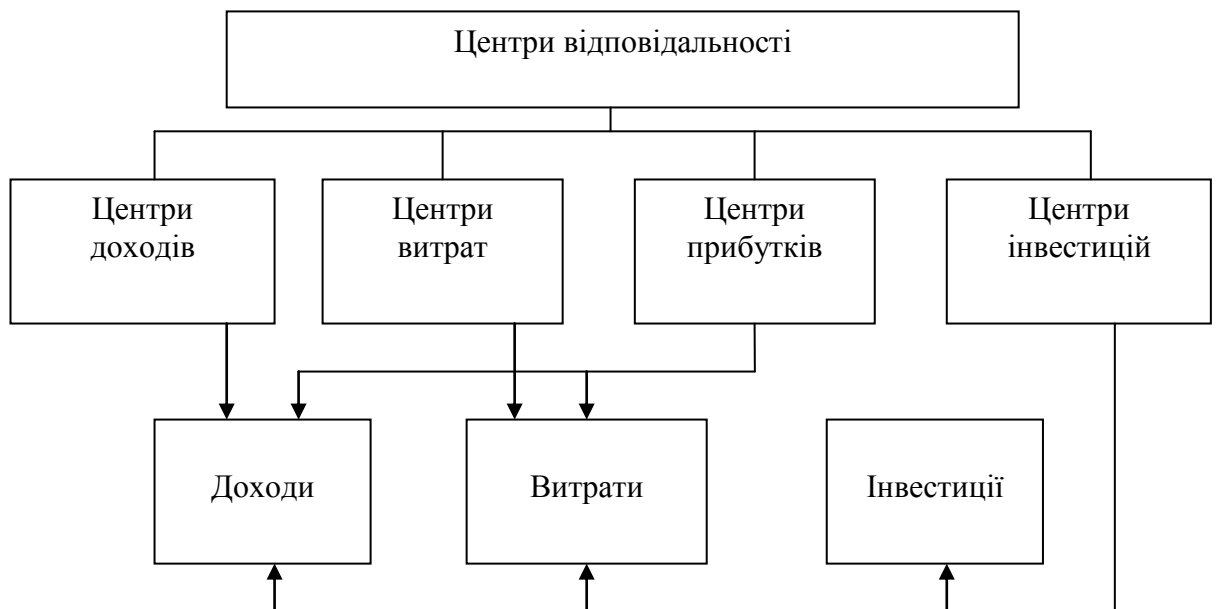 Центри відповідальності
Центри
доходів
Центри
витрат
Центри
прибутків
Центри
інвестицій
Доходи
Витрати
Інвестиції